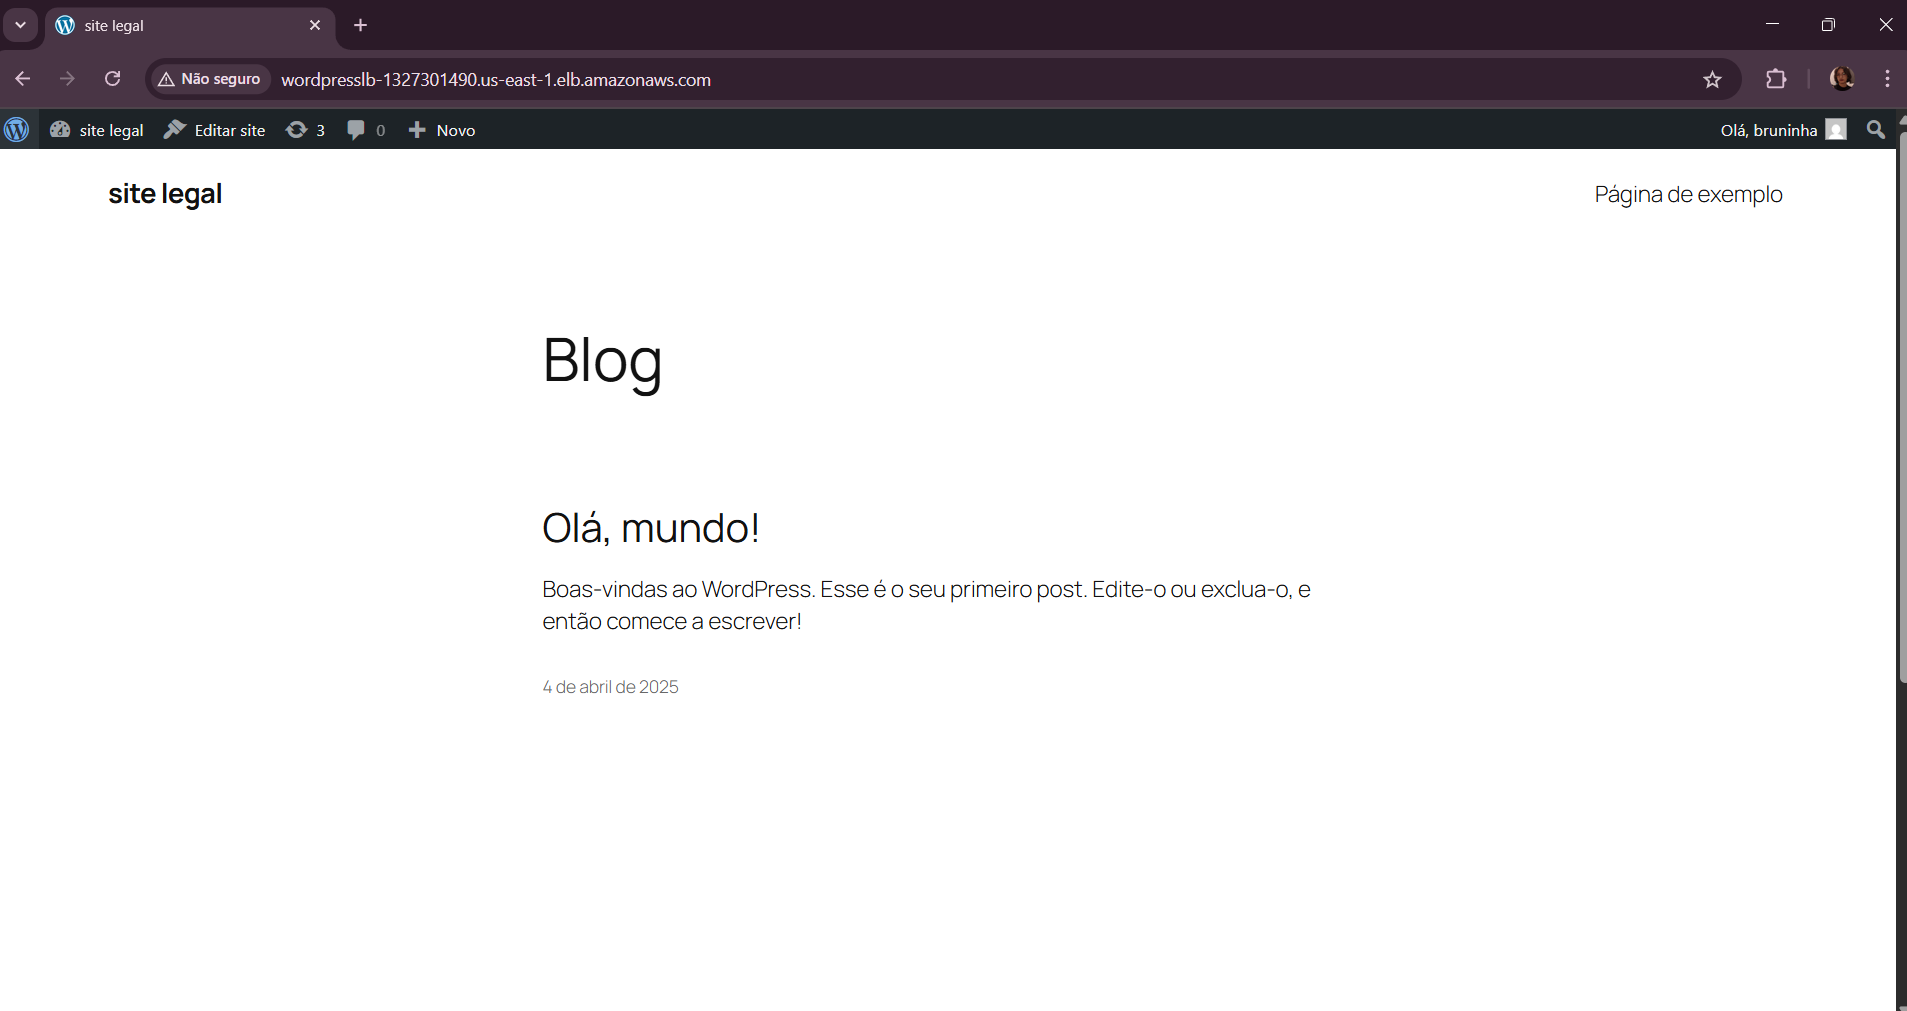 site legal
Não seguro
wordpresslb-1327301490.us-east-1.elb.amazonaws.com
site legal
Editar site
3
0
Novo
Olá, bruninha
site legal
Página de exemplo
Blog
Olá, mundo!
Boas-vindas ao WordPress. Esse é o seu primeiro post. Edite-o ou exclua-o, e
então comece a escrever!
4 de abril de 2025